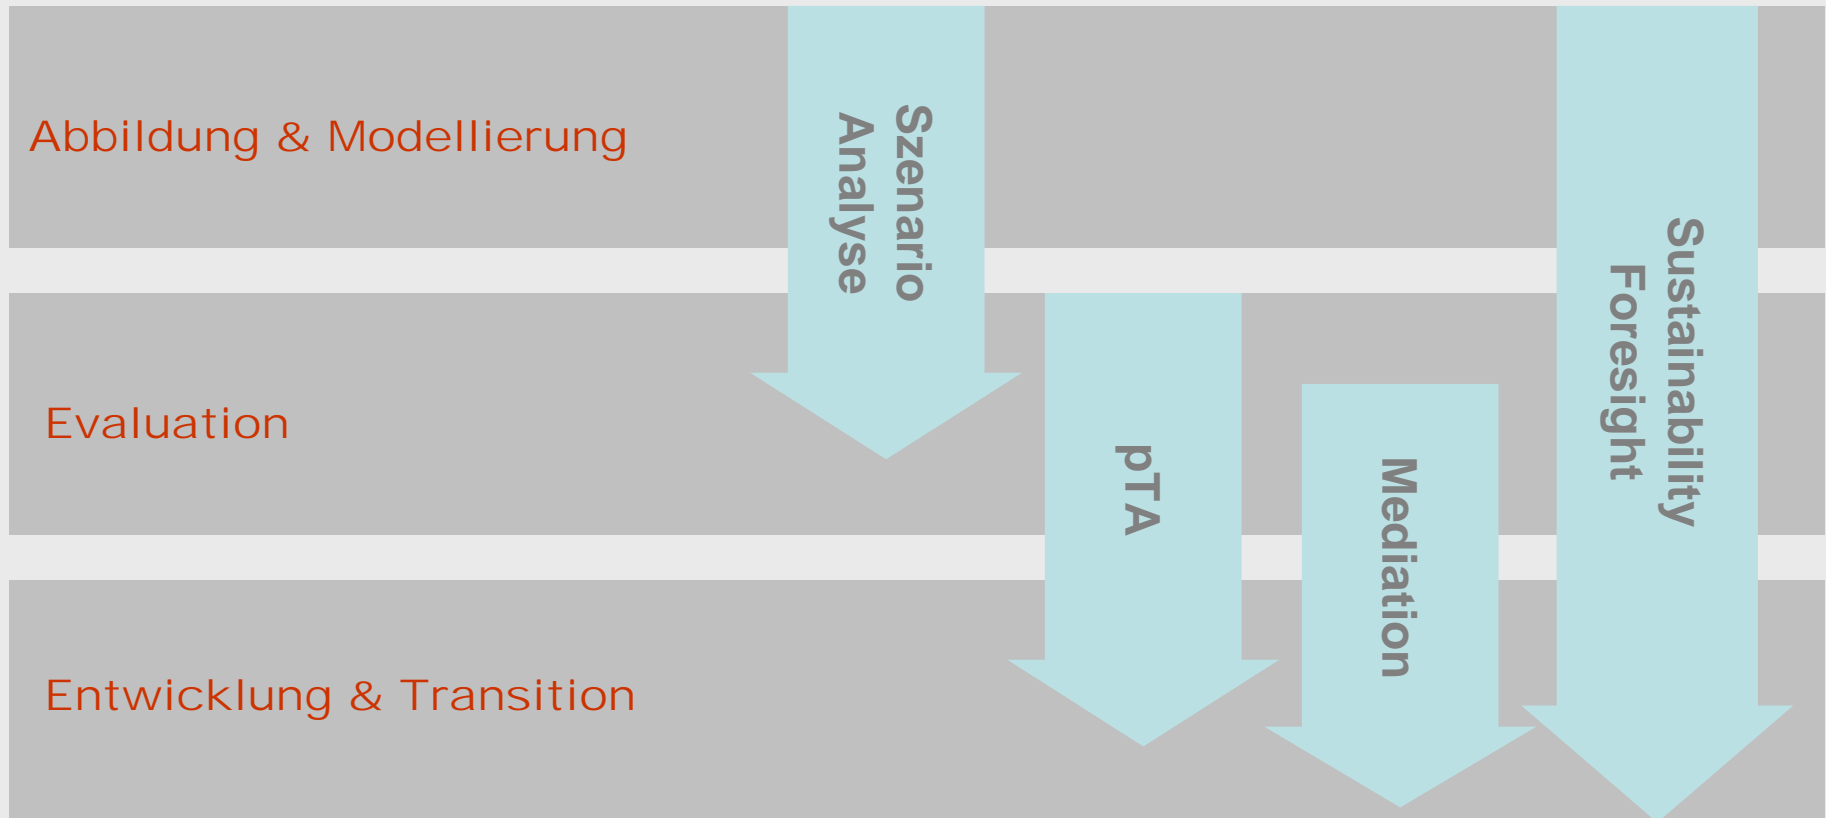 Abbildung & Modellierung
Evaluation
Entwicklung & Transition
Szenario
Analyse
pTA
Mediation
Sustainability
Foresight